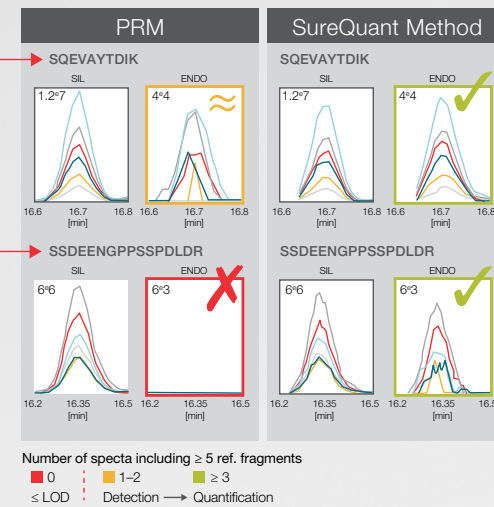 PRM
SureQuant Method
SQEVAYTDIK
SQEVAYTDIK
SIL
ENDO
SIL
ENDO
1.2e7
4e4
≈
1.2e7
4e4
16.6 16.7 16.8 16.6 16.7 16.8
16.6 16.7 16.8 16.6 16.7 16.8
[min] [min] [min] [min]
SSDEENGPPSSPDLDR
SSDEENGPPSSPDLDR
SIL
ENDO
SIL
ENDO
6e6
6e3
6e6
6e3
16.2 16.35 16.5 16.2 16.35 16.5
16.2 16.35 16.5 16.2 16.35 16.5
[min] [min] [min] [min]
Number of specta including ≥ 5 ref. fragments
0 1–2 ≥ 3
≤ LOD Detection → Quantification